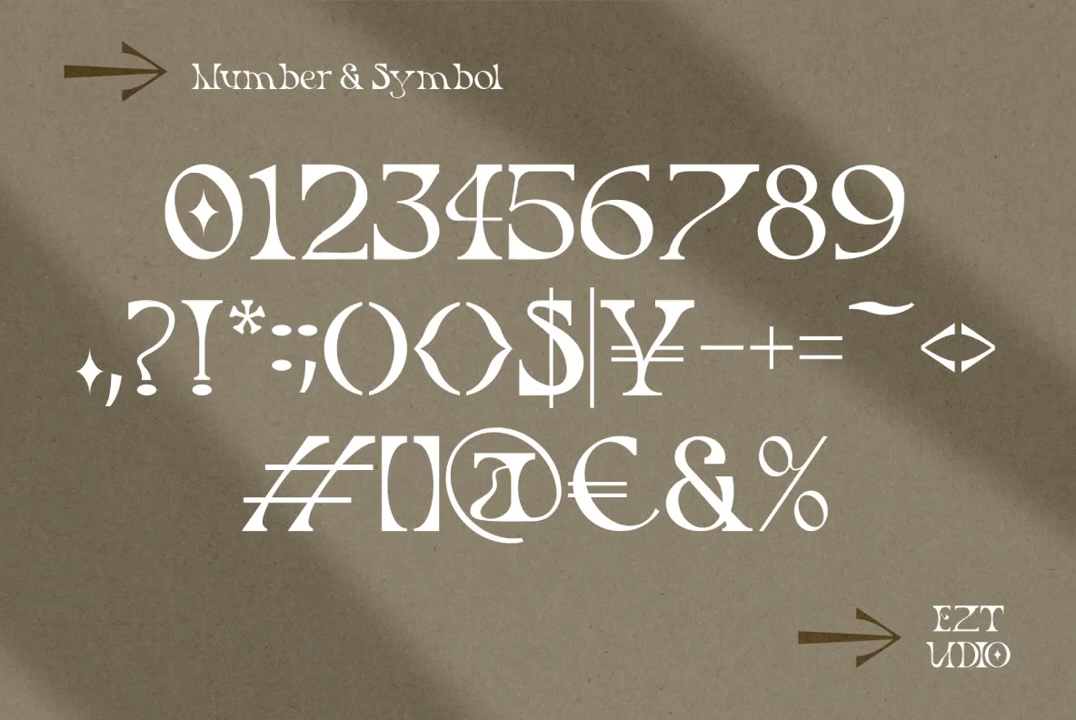 Number & Symbol
0123456789
.,?!*:;(){}$|¥-+=~<>
#[]@€&%
EZT
UDIO